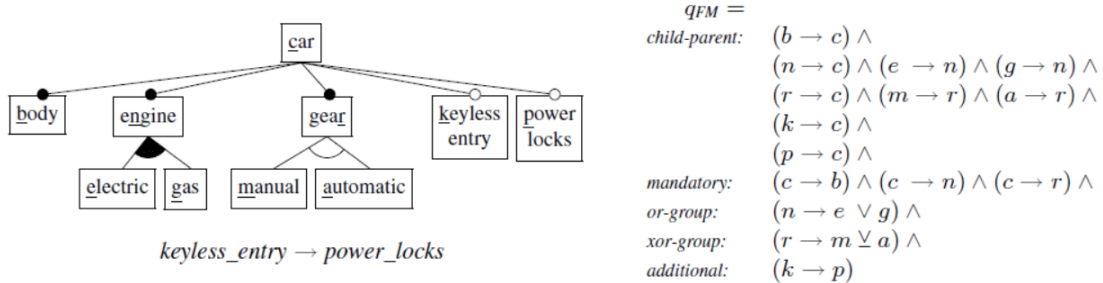 car
body
engine
gear
keyless
entry
power
locks
electric
gas
manual
automatic
keyless_entry → power_locks
qFM =
child-parent: (b → c) ∧
(n → c) ∧ (e → n) ∧ (g → n) ∧
(r → c) ∧ (m → r) ∧ (a → r) ∧
(k → c) ∧
(p → c) ∧
mandatory: (c → b) ∧ (c → n) ∧ (c → r) ∧
or-group: (n → e ∨ g) ∧
xor-group: (r → m ⊻ a) ∧
additional: (k → p)